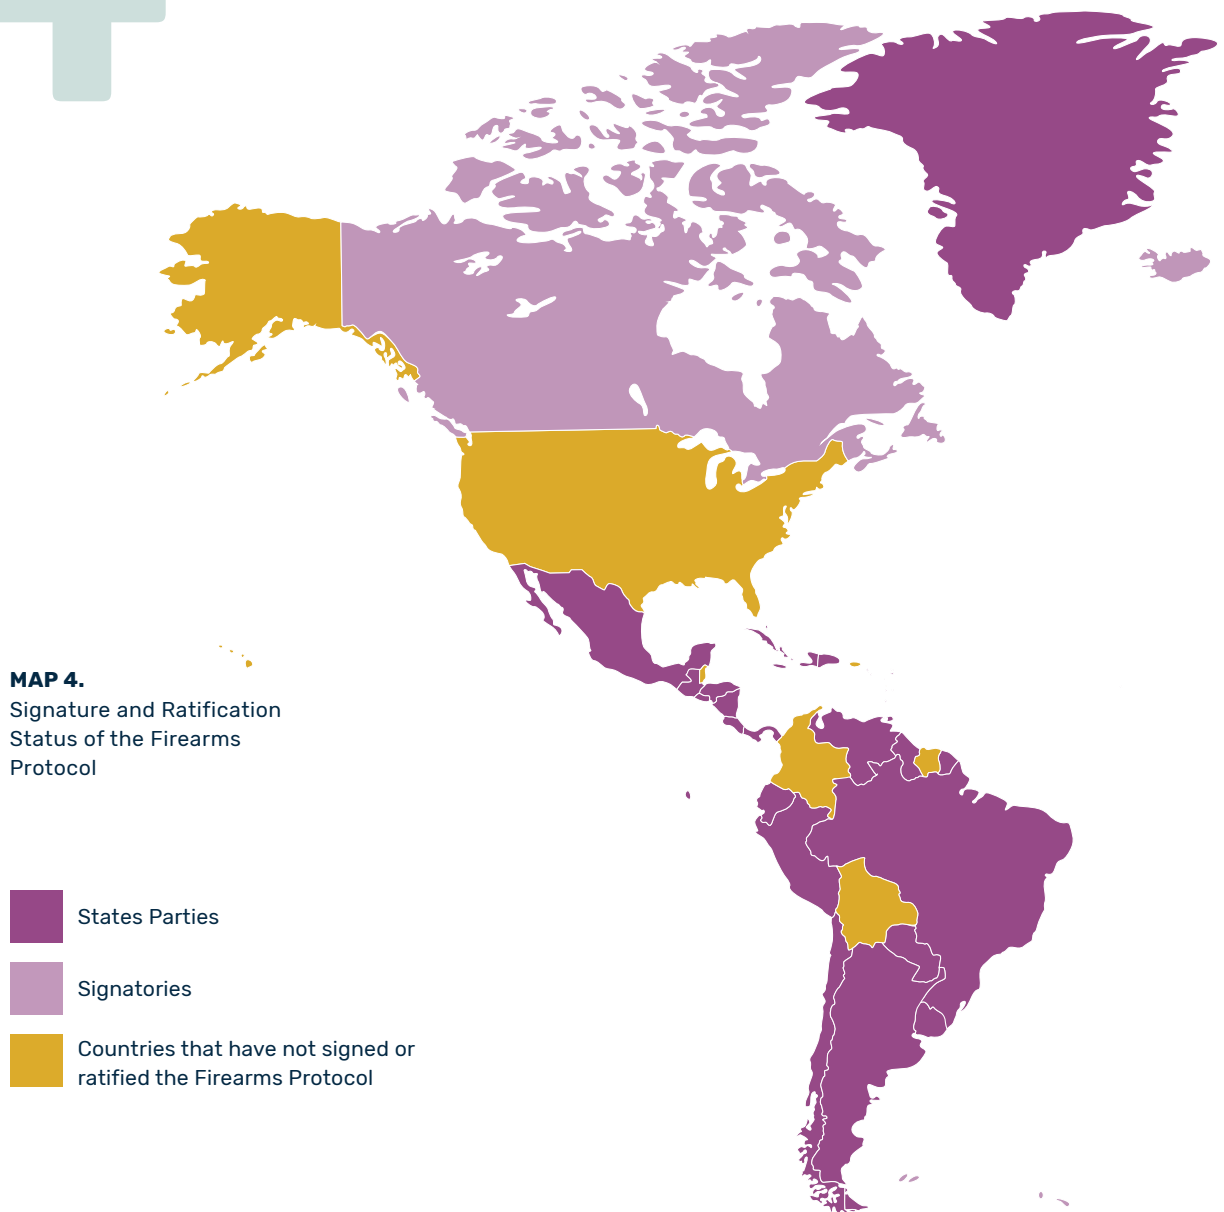 MAP 4.
Signature and Ratification
Status of the Firearms
Protocol
States Parties
Signatories
Countries that have not signed or
ratified the Firearms Protocol